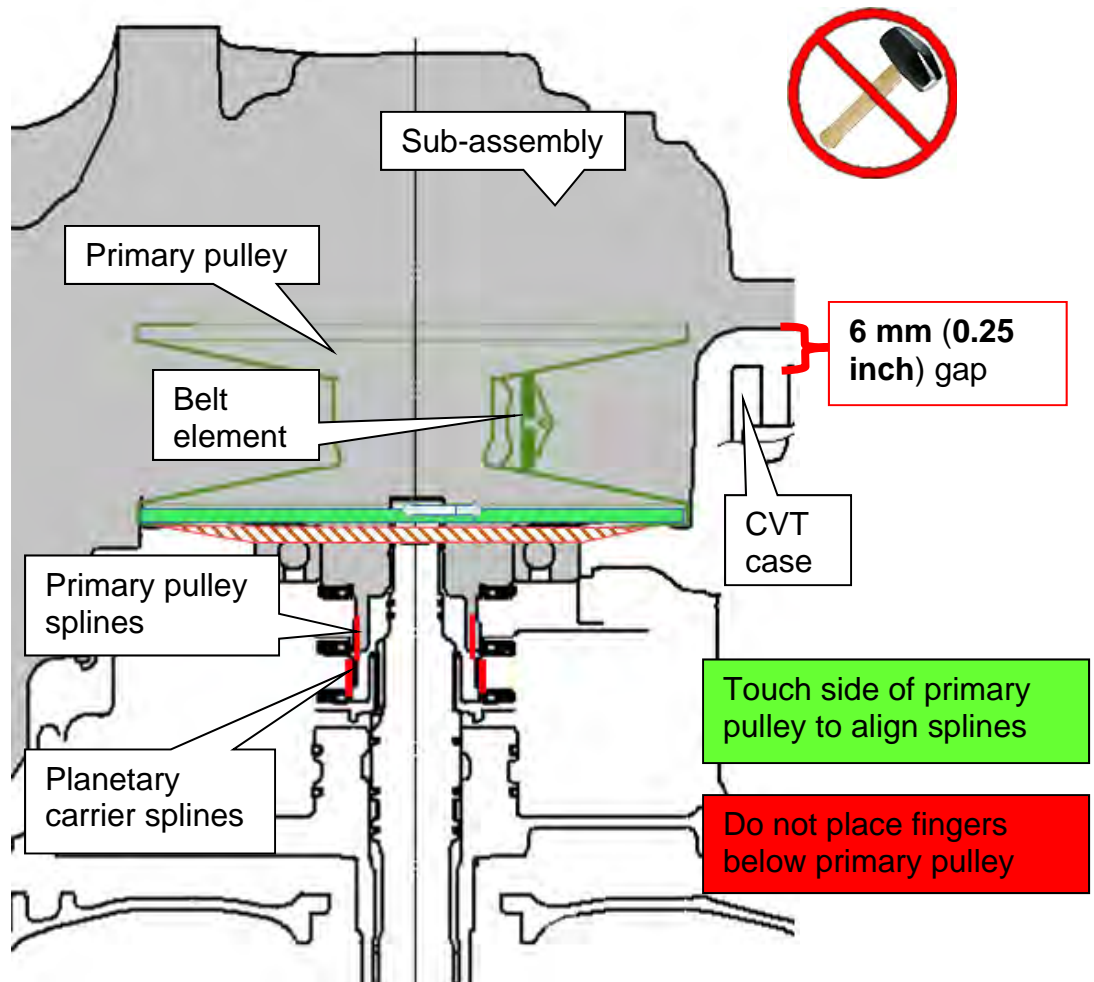 Sub-assembly
Primary pulley
6 mm (0.25
inch) gap
Belt
element
CVT
case
Primary pulley
splines
Touch side of primary
pulley to align splines
Planetary
carrier splines
Do not place fingers
below primary pulley